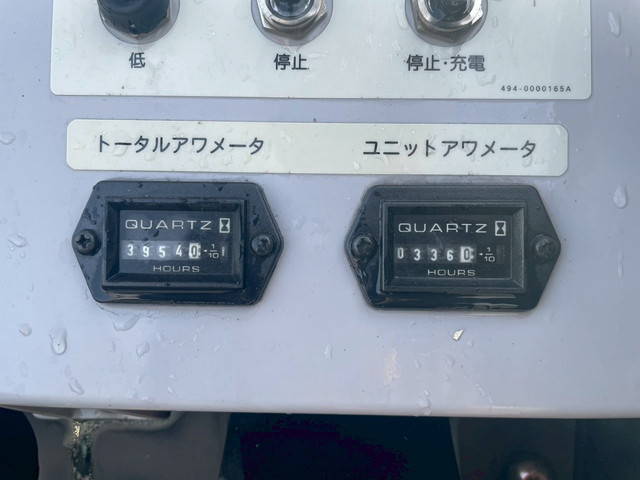 低
停止
停止・充電
494-0000165A
トータルアワメータ
ユニットアワメータ
QUARTZ
39540 1/10
HOURS
QUARTZ
03360 1/10
HOURS